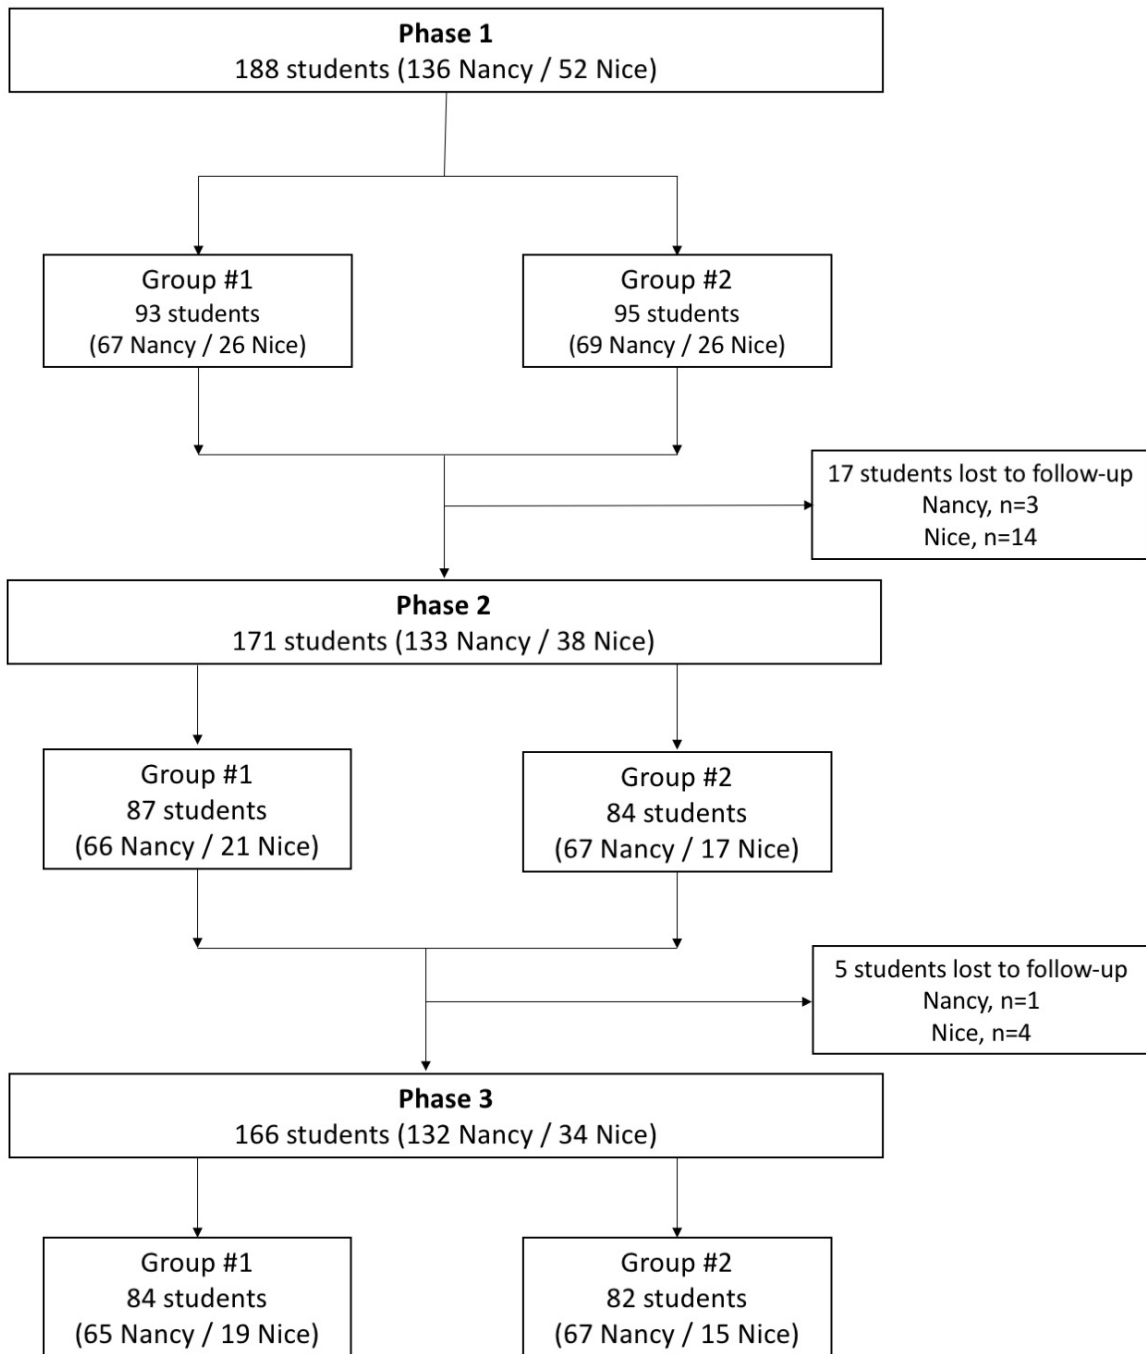 Phase 1
188 students (136 Nancy / 52 Nice)
Group #1
93 students
(67 Nancy / 26 Nice)
Group #2
95 students
(69 Nancy / 26 Nice)
17 students lost to follow-up
Nancy, n=3
Nice, n=14
Phase 2
171 students (133 Nancy / 38 Nice)
Group #1
87 students
(66 Nancy / 21 Nice)
Group #2
84 students
(67 Nancy / 17 Nice)
5 students lost to follow-up
Nancy, n=1
Nice, n=4
Phase 3
166 students (132 Nancy / 34 Nice)
Group #1
84 students
(65 Nancy / 19 Nice)
Group #2
82 students
(67 Nancy / 15 Nice)